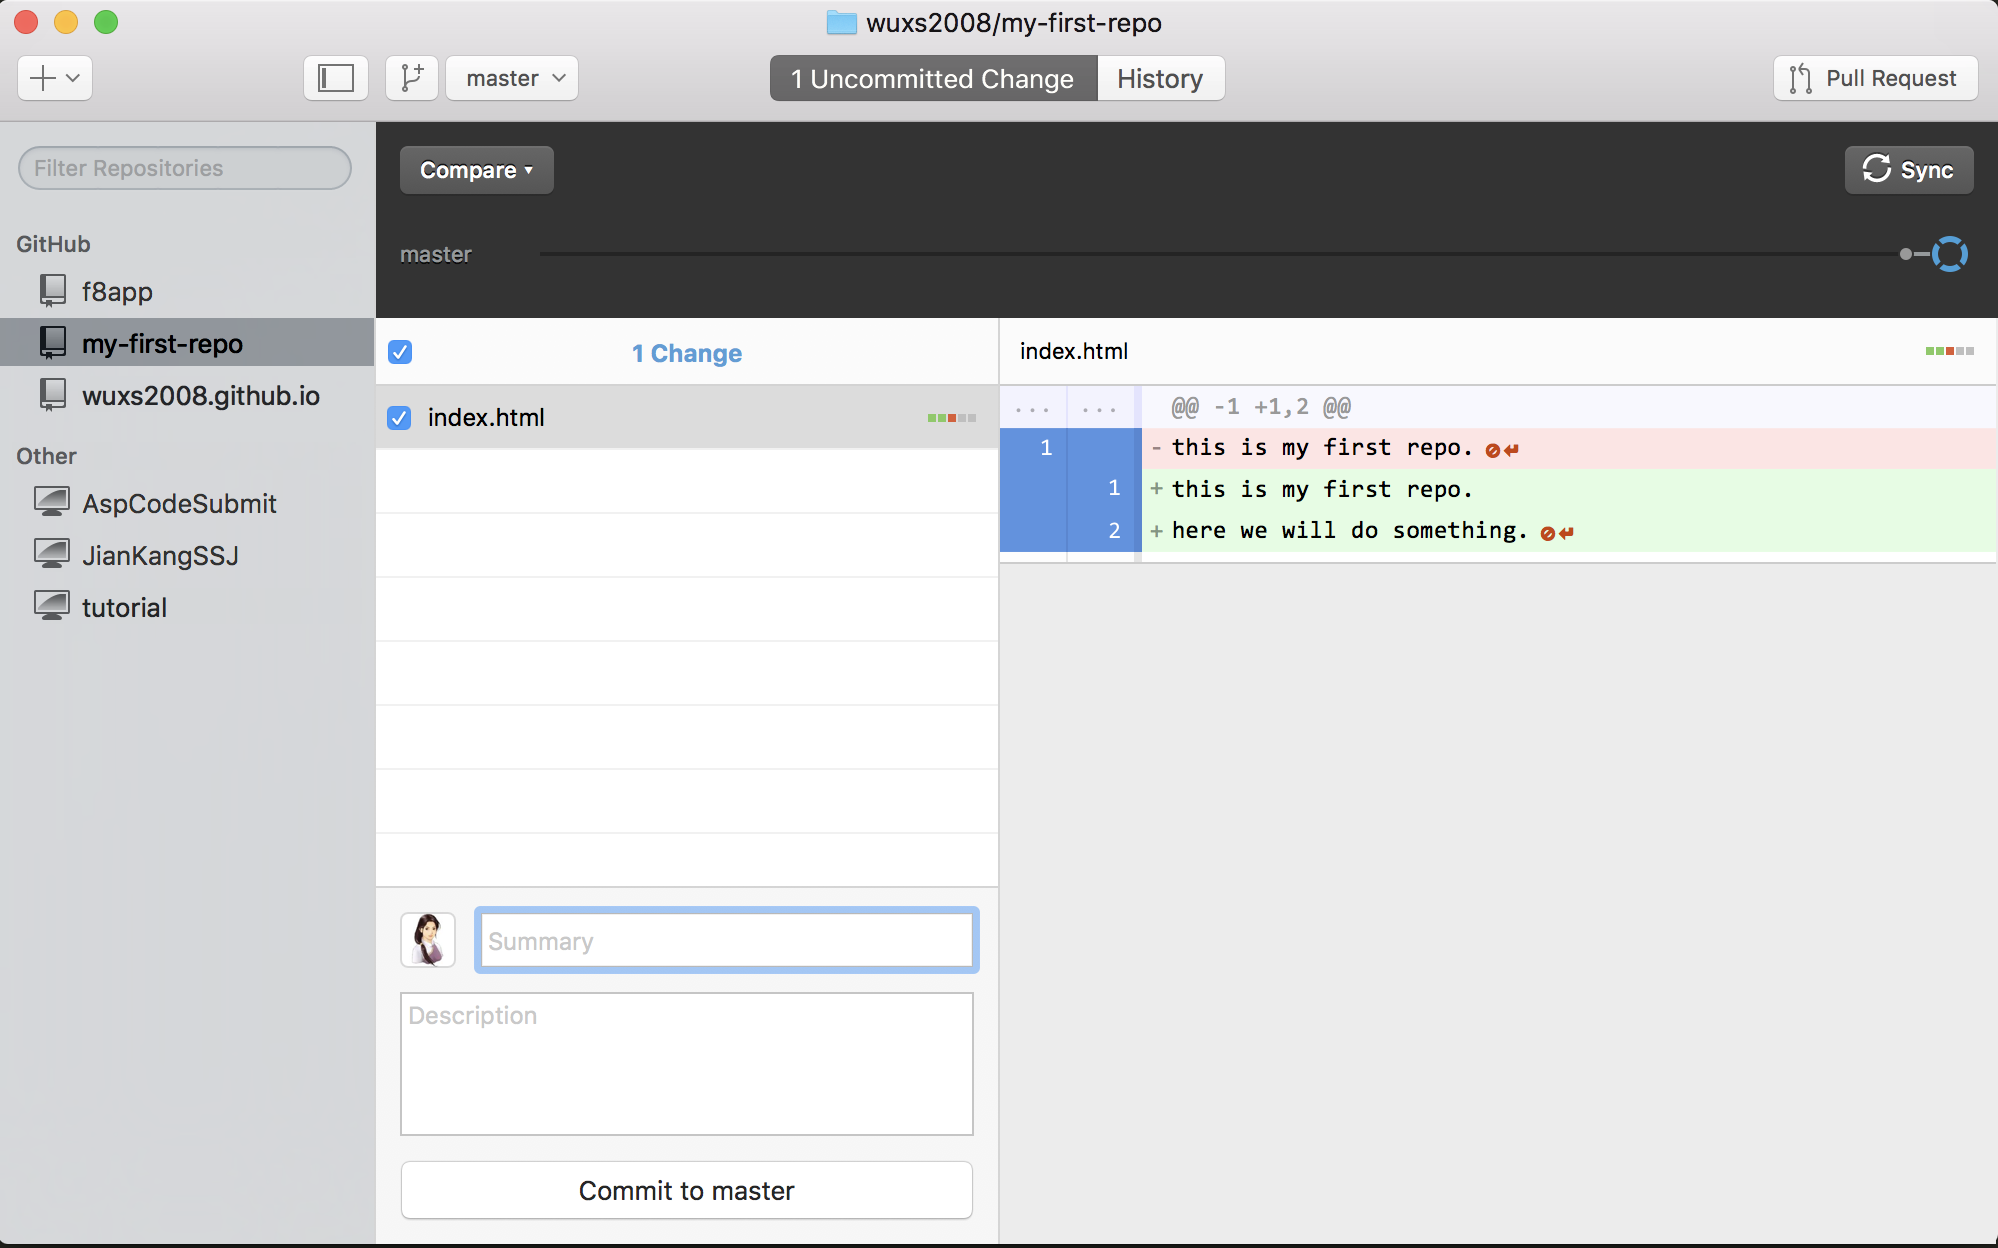 wuxs2008/my-first-repo
master
1 Uncommitted Change
History
Pull Request
Filter Repositories
GitHub
f8app
my-first-repo
wuxs2008.github.io
Other
AspCodeSubmit
JianKangSSJ
tutorial
Compare
Sync
master
1 Change
index.html
Summary
Description
Commit to master
index.html
... ... @@ -1 +1,2 @@
1 - this is my first repo.
1 + this is my first repo.
2 + here we will do something.